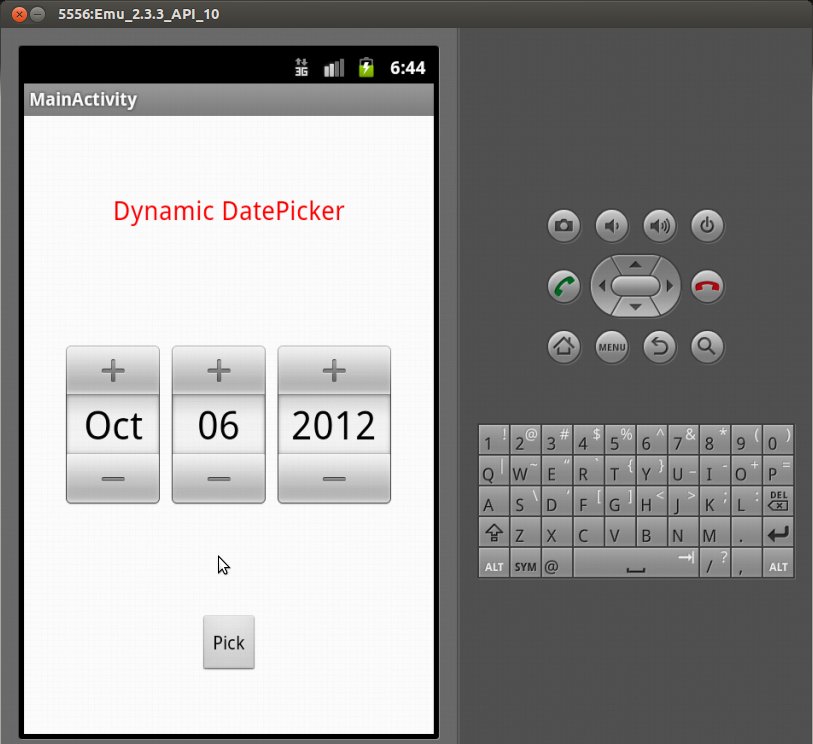 5556:Emu_2.3.3_API_10
3G 6:44
MainActivity
Dynamic DatePicker
+ + +
Oct 06 2012
− − −
Pick
MENU
1 ! 2 @ 3 # 4 $ 5 % 6 ^ 7 & 8 * 9 ( 0 )
Q | W ~ E “ R ` T { Y } U _ I - O + P =
A S \ D ' F [ G ] H < J > K ; L : DEL
Z X C V B N M .
ALT SYM @ / ? , ALT